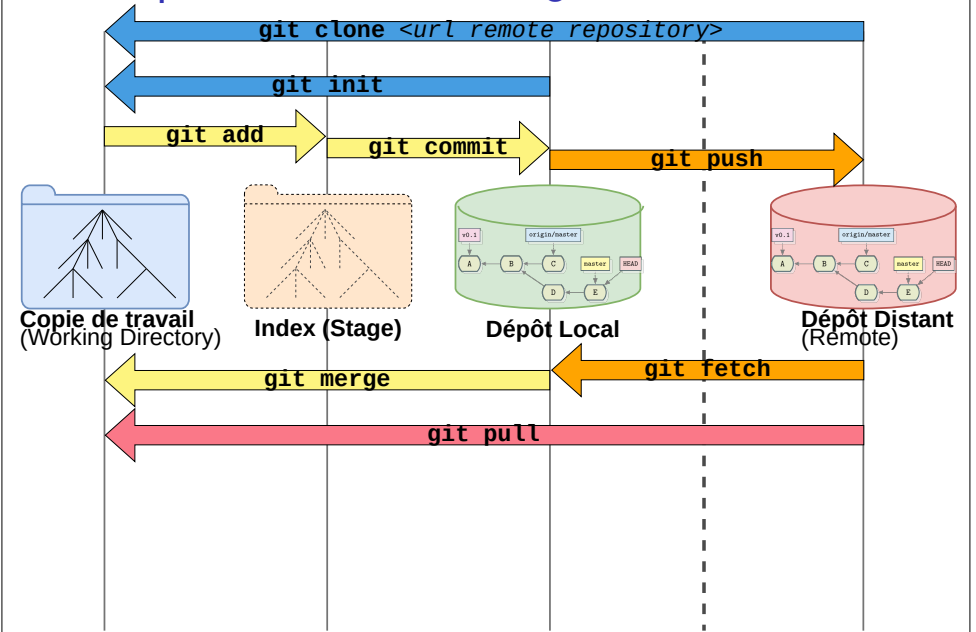 git clone <url remote repository>
git init
git add
git commit
git push
v0.1
origin/master
A
B
C
master
HEAD
D
E
v0.1
origin/master
A
B
C
master
HEAD
D
E
Copie de travail
(Working Directory)
Index (Stage)
Dépôt Local
Dépôt Distant
(Remote)
git fetch
git merge
git pull